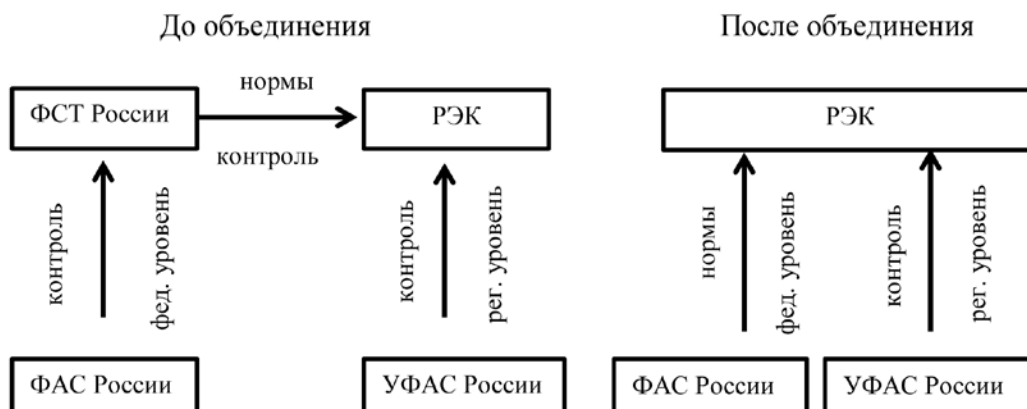 До объединения
После объединения
нормы
ФСТ России
РЭК
РЭК
контроль
контроль
фед. уровень
контроль
рег. уровень
нормы
фед. уровень
контроль
рег. уровень
ФАС России
УФАС России
ФАС России
УФАС России